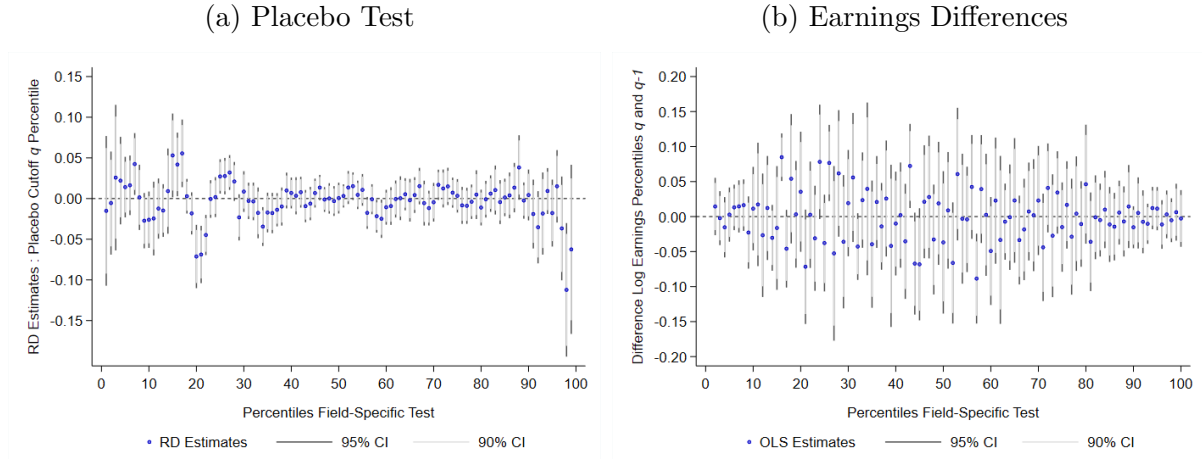 (a) Placebo Test
RD Estimates : Placebo Cutoff q Percentile
0.15
0.10
0.05
0.00
-0.05
-0.10
-0.15
0 10 20 30 40 50 60 70 80 90 100
Percentiles Field-Specific Test
RD Estimates 95% CI 90% CI
(b) Earnings Differences
Difference Log Earnings Percentiles q and q-1
0.20
0.15
0.10
0.05
0.00
-0.05
-0.10
-0.15
-0.20
0 10 20 30 40 50 60 70 80 90 100
Percentiles Field-Specific Test
OLS Estimates 95% CI 90% CI